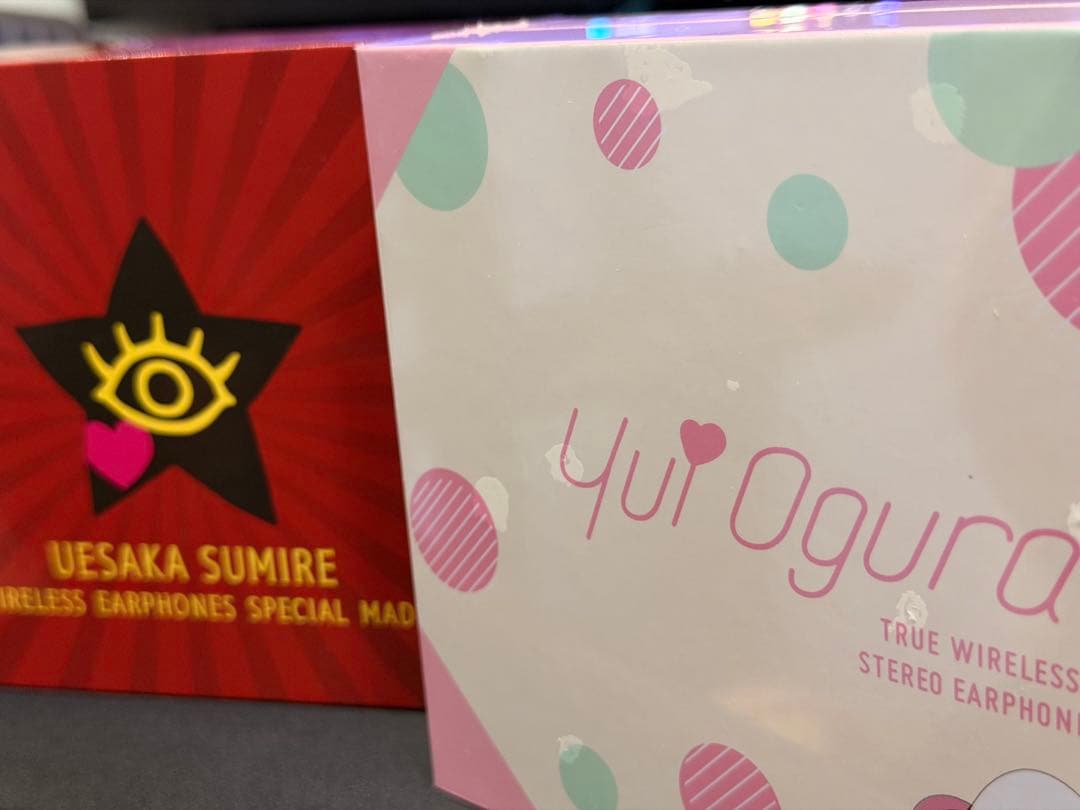 UESAKA SUMIRE
IRELESS EARPHONES SPECIAL MAD
Yui Ogura
TRUE WIRELESS
STEREO EARPHON